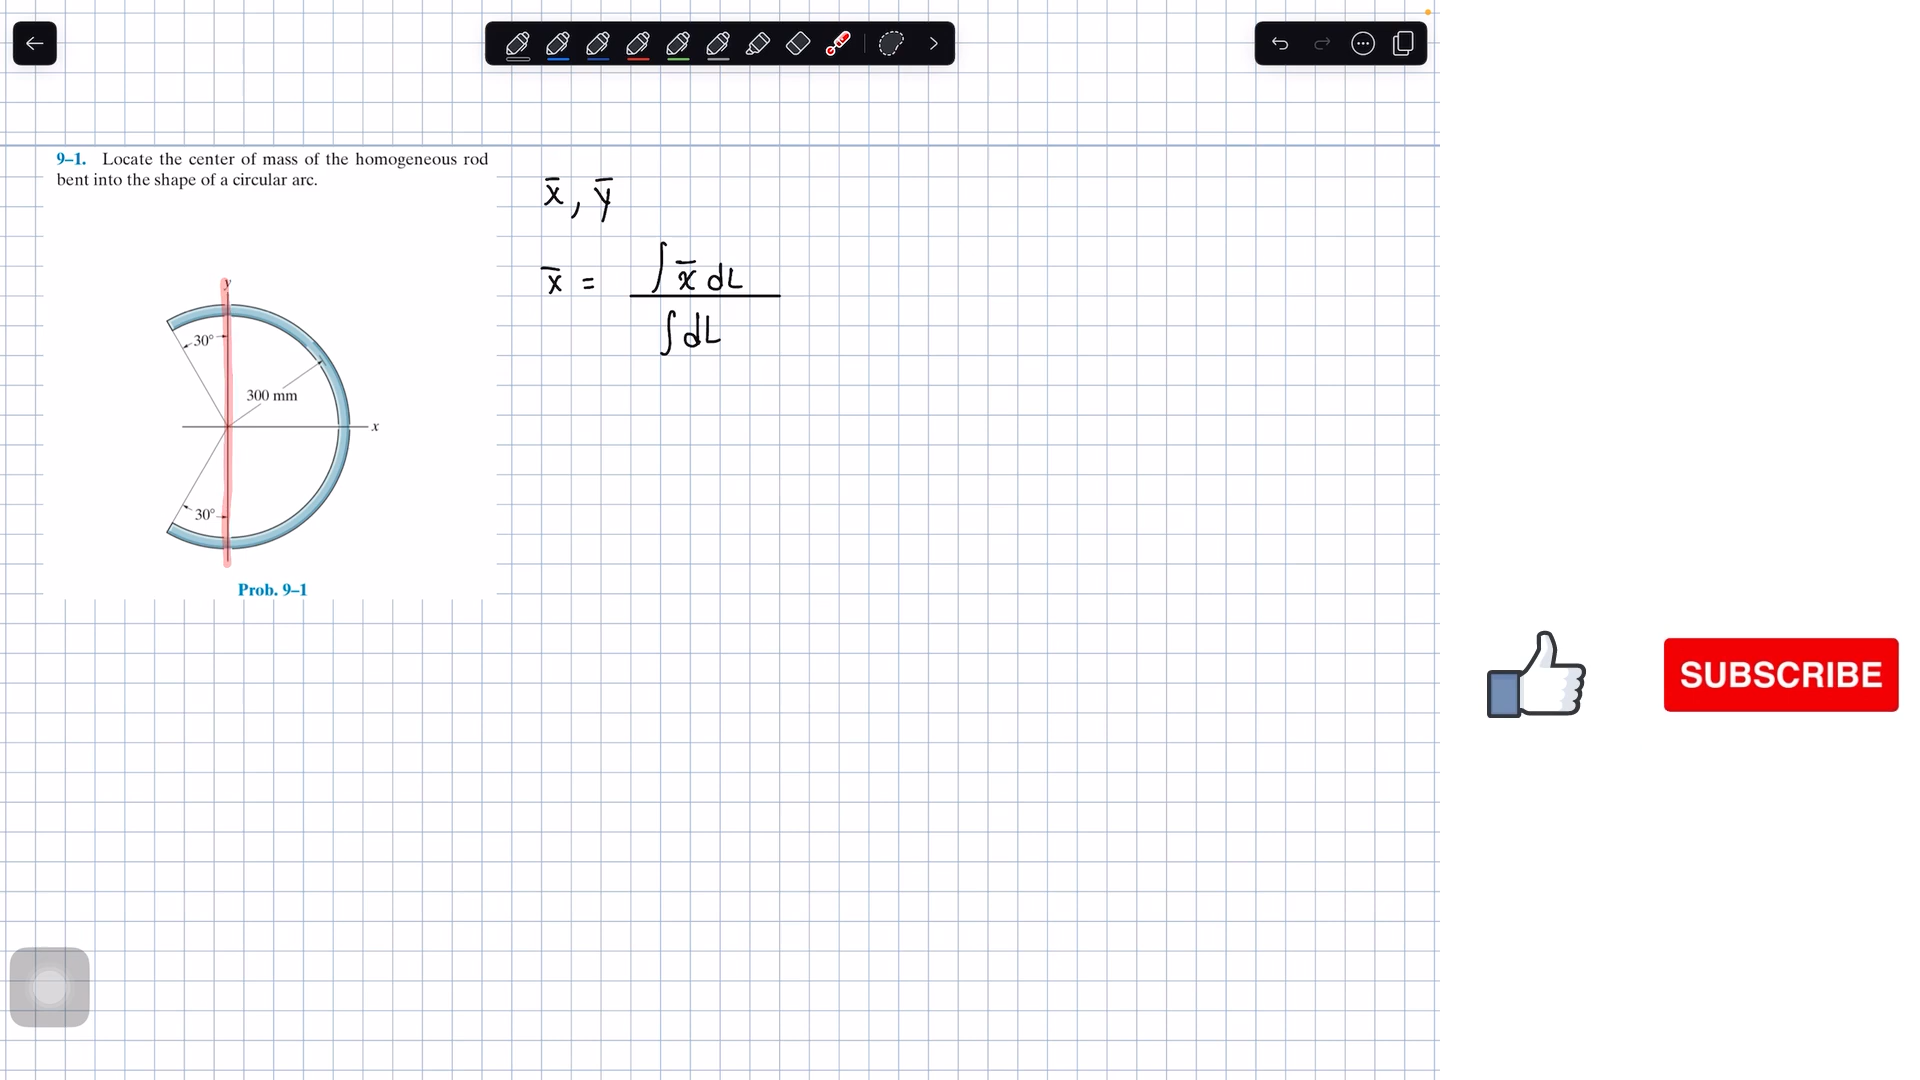 9–1. Locate the center of mass of the homogeneous rod
bent into the shape of a circular arc.
y
30°
300 mm
x
30°
Prob. 9–1
x̄, ȳ
x̄ = ∫ x̃ dL
∫ dL
SUBSCRIBE